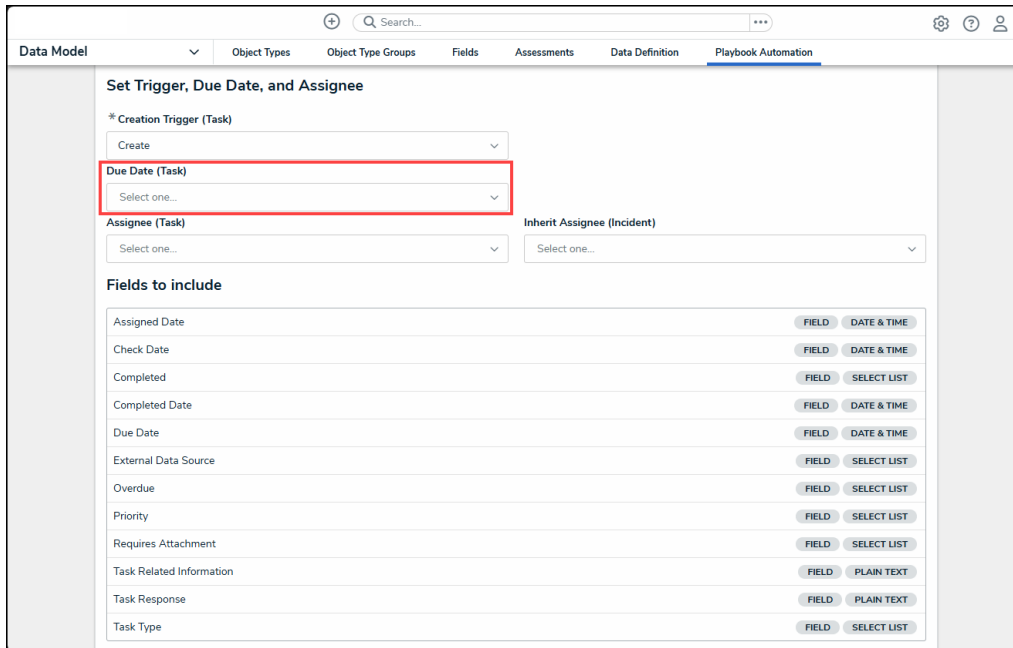 Search...
Data Model Object Types Object Type Groups Fields Assessments Data Definition Playbook Automation
Set Trigger, Due Date, and Assignee
* Creation Trigger (Task)
Create
Due Date (Task)
Select one...
Assignee (Task) Inherit Assignee (Incident)
Select one... Select one...
Fields to include
Assigned Date FIELD DATE & TIME
Check Date FIELD DATE & TIME
Completed FIELD SELECT LIST
Completed Date FIELD DATE & TIME
Due Date FIELD DATE & TIME
External Data Source FIELD SELECT LIST
Overdue FIELD SELECT LIST
Priority FIELD SELECT LIST
Requires Attachment FIELD SELECT LIST
Task Related Information FIELD PLAIN TEXT
Task Response FIELD PLAIN TEXT
Task Type FIELD SELECT LIST